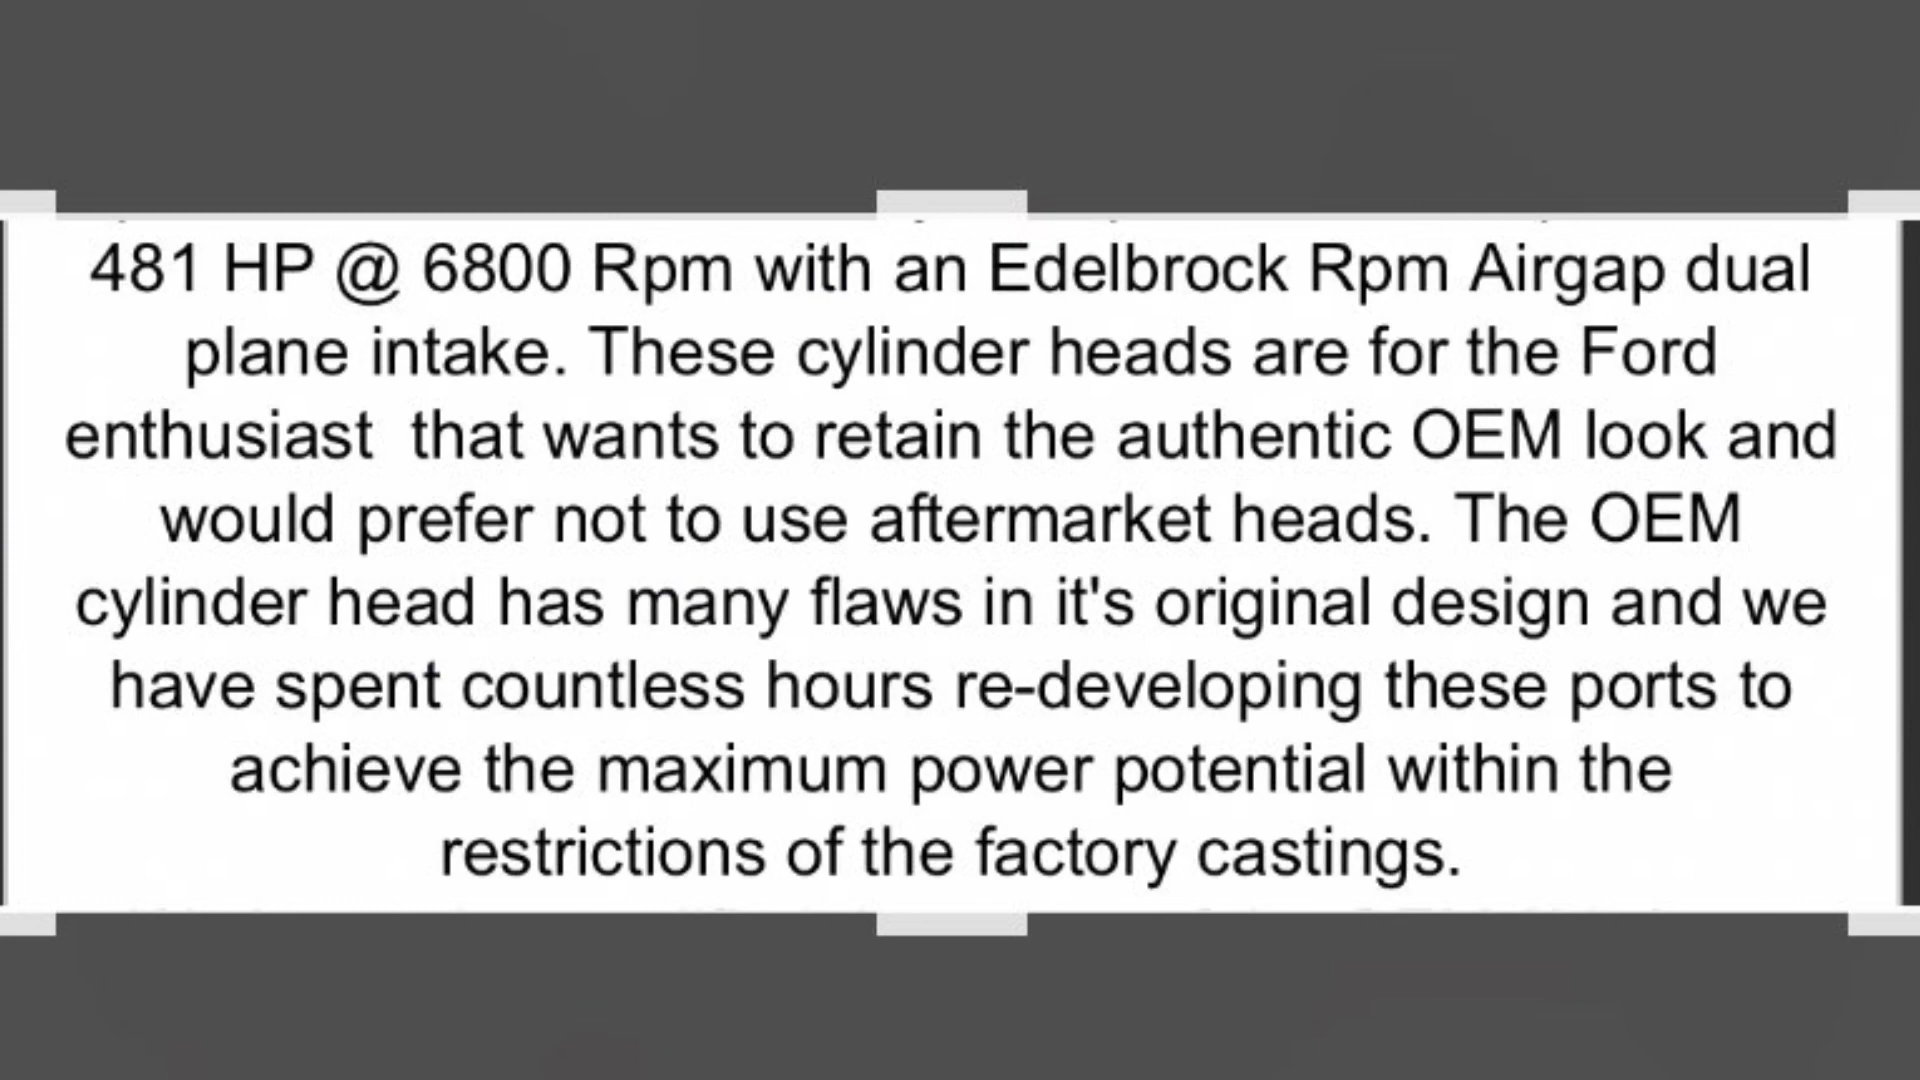 481 HP @ 6800 Rpm with an Edelbrock Rpm Airgap dual
plane intake. These cylinder heads are for the Ford
enthusiast  that wants to retain the authentic OEM look and
would prefer not to use aftermarket heads. The OEM
cylinder head has many flaws in it's original design and we
have spent countless hours re-developing these ports to
achieve the maximum power potential within the
restrictions of the factory castings.